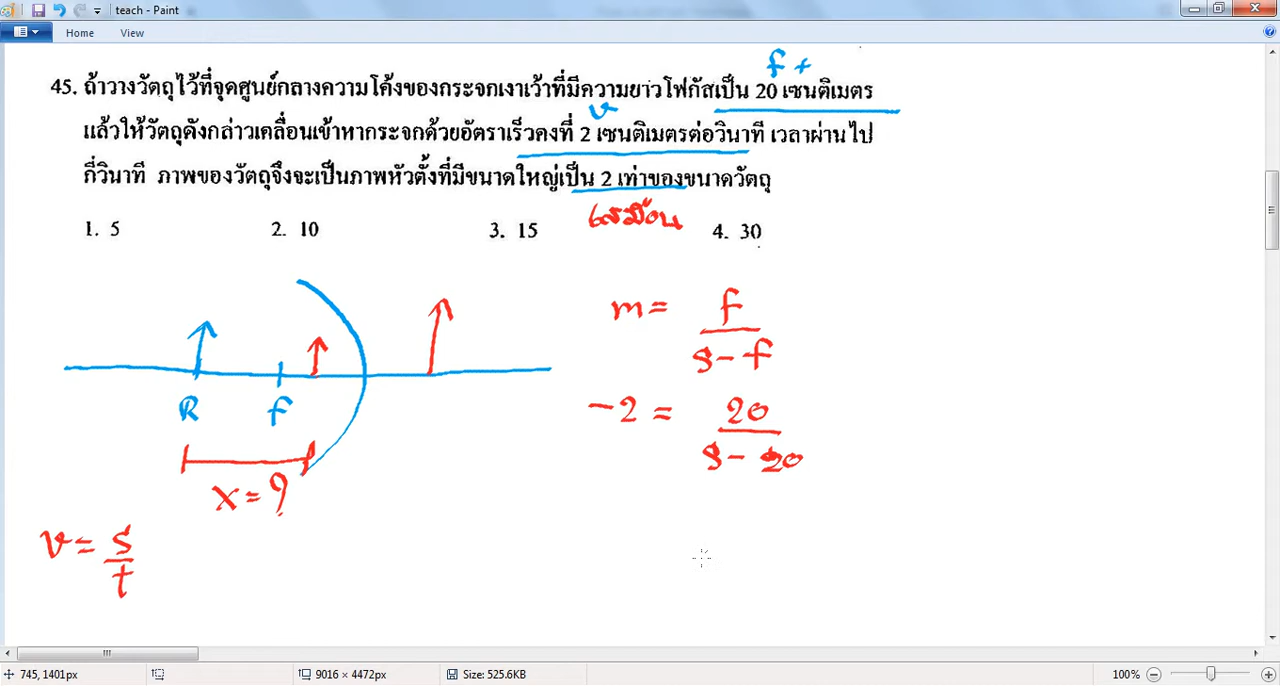 teach - Paint
Home View
f +
45. ถ้าวางวัตถุไว้ที่จุดศูนย์กลางความโค้งของกระจกเงาเว้าที่มีความยาวโฟกัสเป็น 20 เซนติเมตร
v
แล้วให้วัตถุดังกล่าวเคลื่อนเข้าหากระจกด้วยอัตราเร็วคงที่ 2 เซนติเมตรต่อวินาที เวลาผ่านไป
กี่วินาที ภาพของวัตถุจึงจะเป็นภาพหัวตั้งที่มีขนาดใหญ่เป็น 2 เท่าของขนาดวัตถุ
เสมือน
1. 5 2. 10 3. 15 4. 30
m = f / s - f
R f
-2 = 20 / s - 20
x = ?
v = s / t
745, 1401px 9016 × 4472px Size: 525.6KB 100%